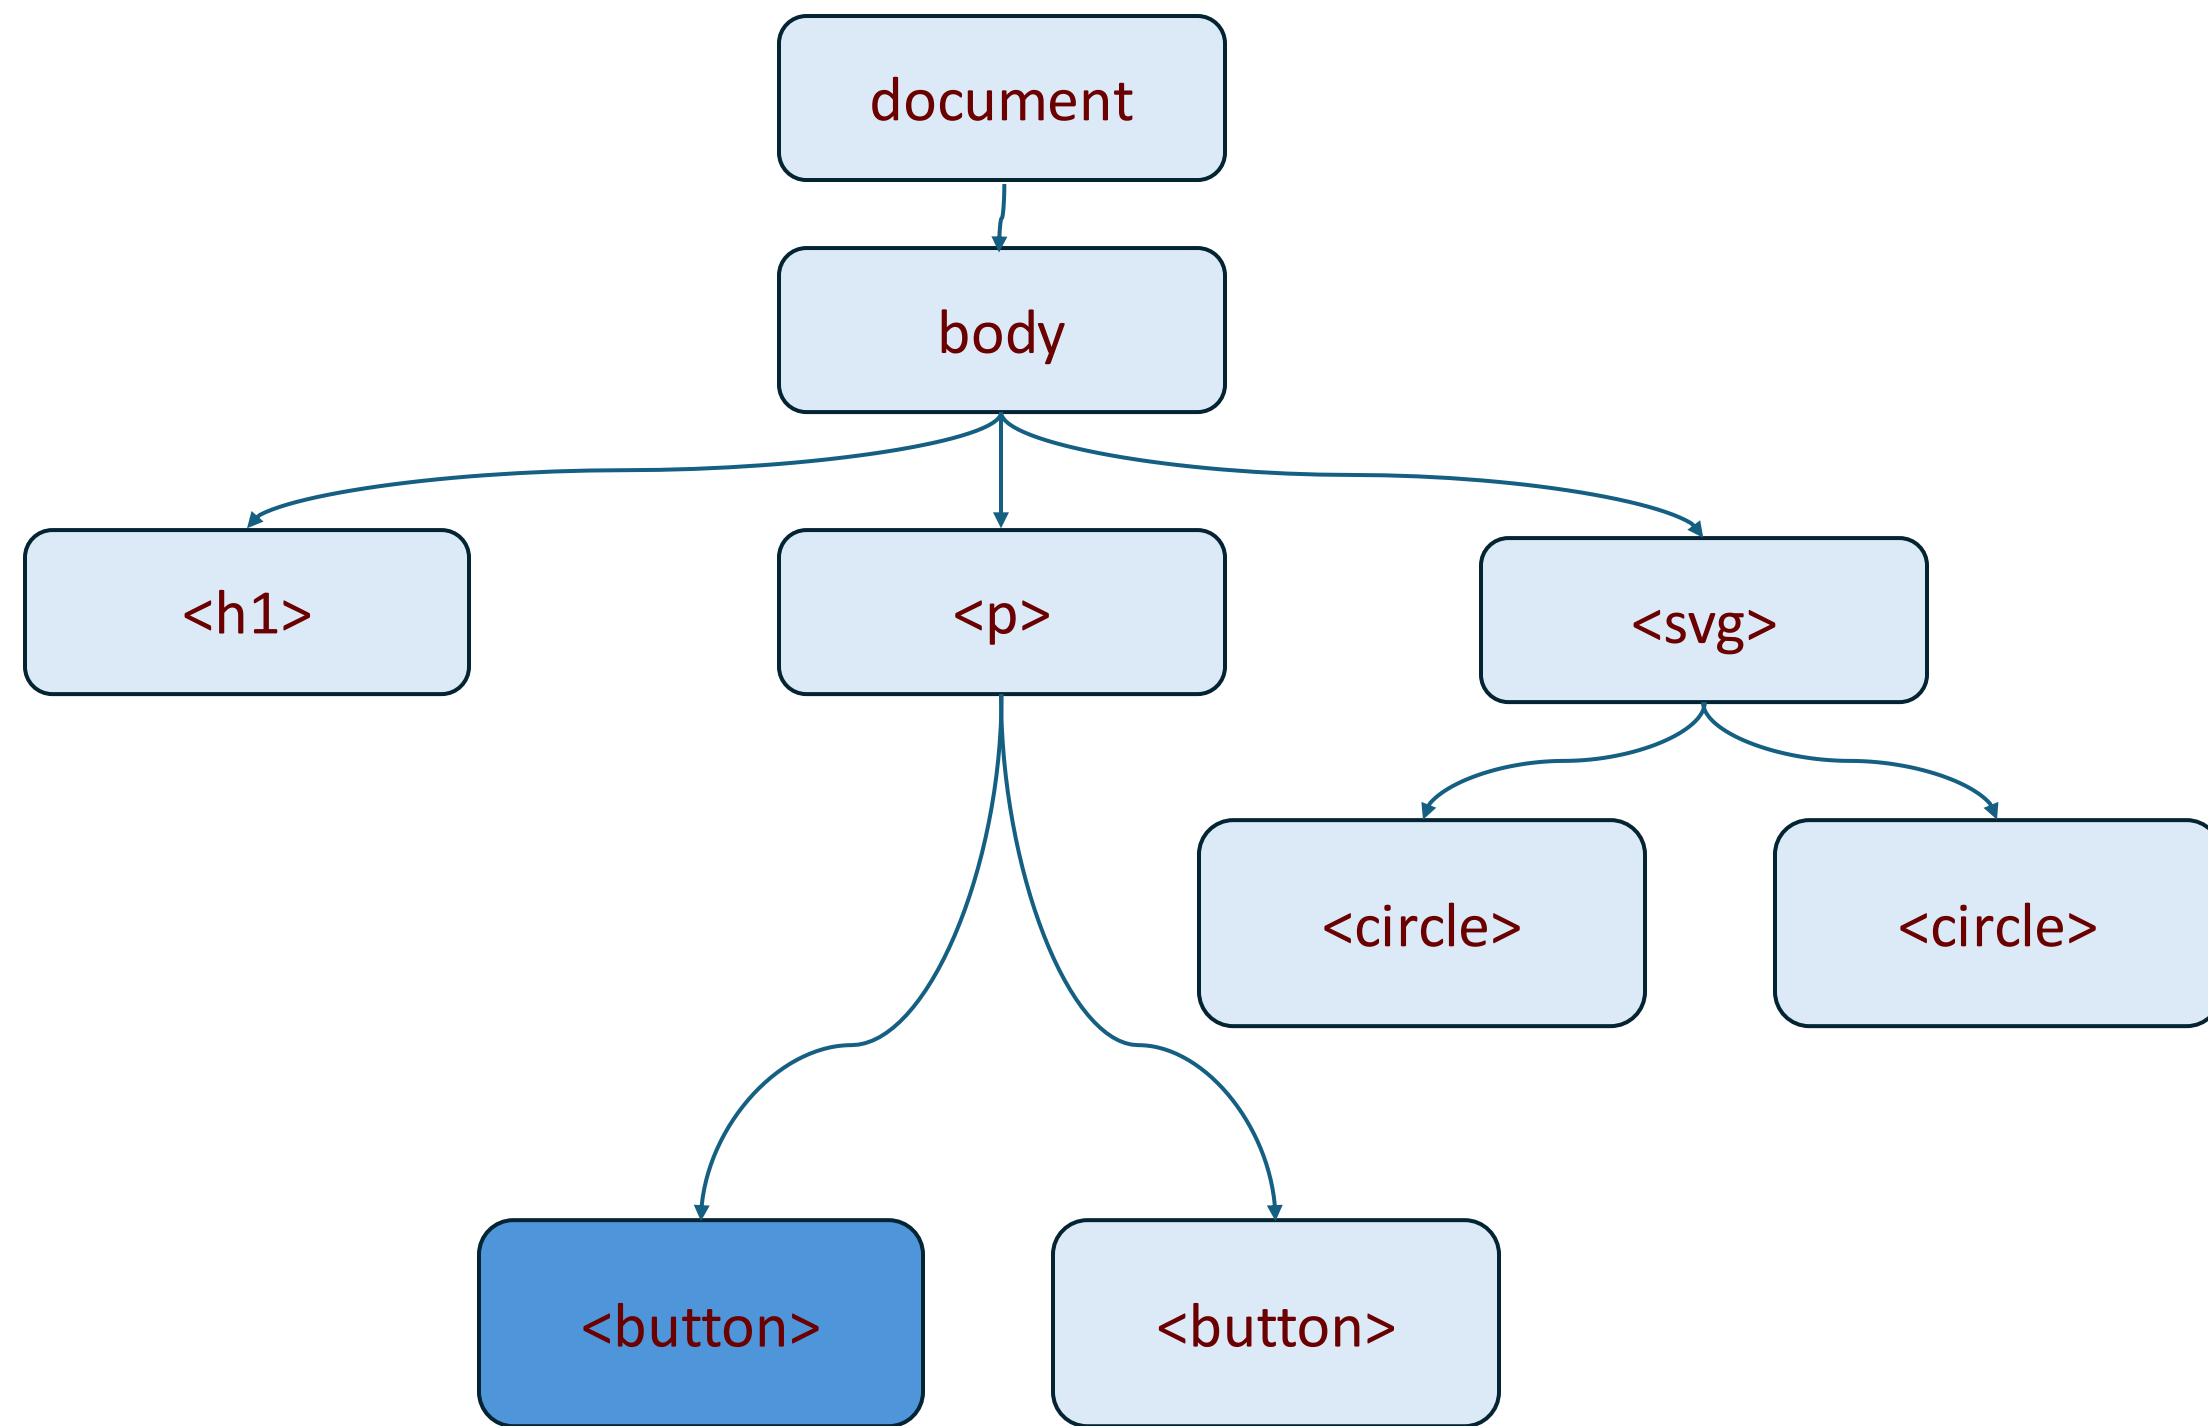 document
body
<h1>
<p>
<svg>
<circle>
<circle>
<button>
<button>